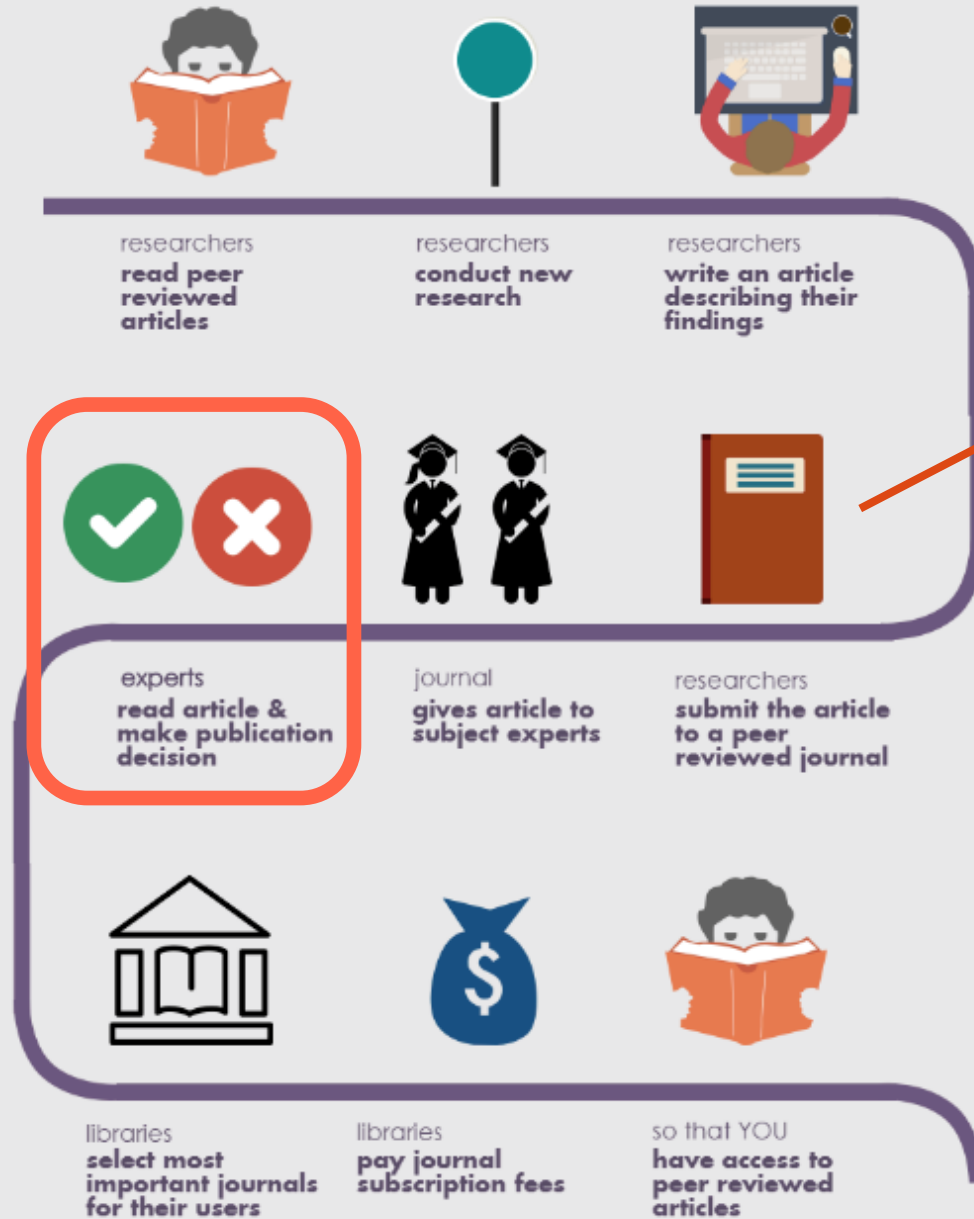 researchers
read peer
reviewed
articles
researchers
conduct new
research
researchers
write an article
describing their
findings
experts
read article &
make publication
decision
journal
gives article to
subject experts
researchers
submit the article
to a peer
reviewed journal
$
libraries
select most
important journals
for their users
libraries
pay journal
subscription fees
so that YOU
have access to
peer reviewed
articles